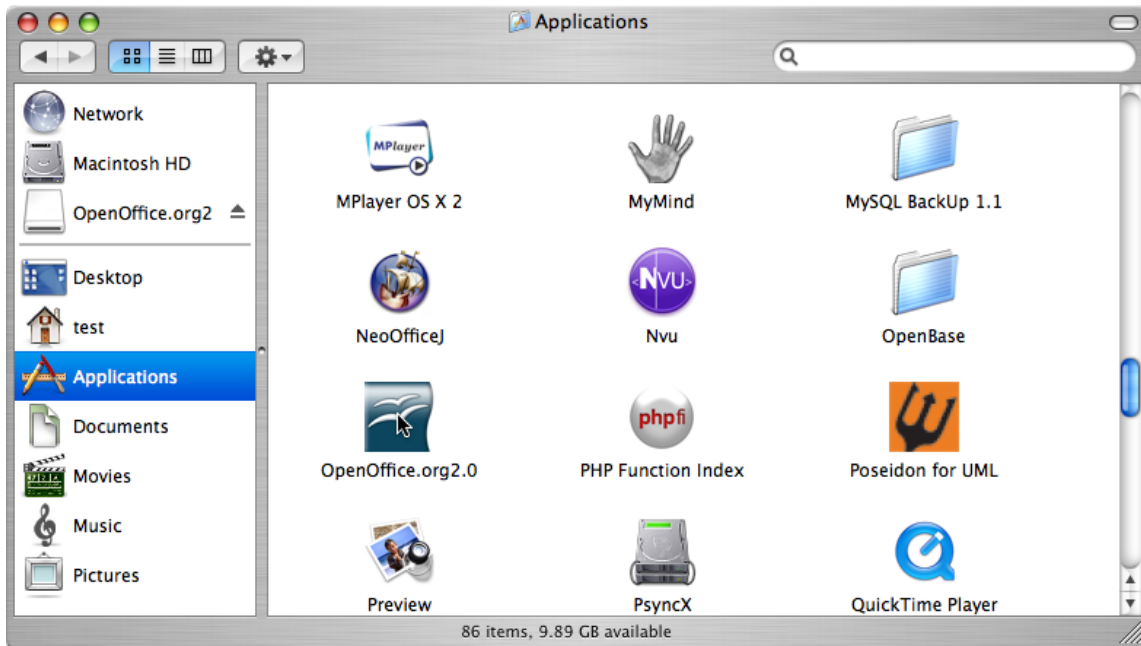 Applications
Network
Macintosh HD
OpenOffice.org2
Desktop
test
Applications
Documents
Movies
Music
Pictures
MPlayer
MPlayer OS X 2
MyMind
MySQL BackUp 1.1
<NVU>
NeoOfficeJ
Nvu
OpenBase
phpfi
OpenOffice.org2.0
PHP Function Index
Poseidon for UML
Preview
PsyncX
QuickTime Player
86 items, 9.89 GB available